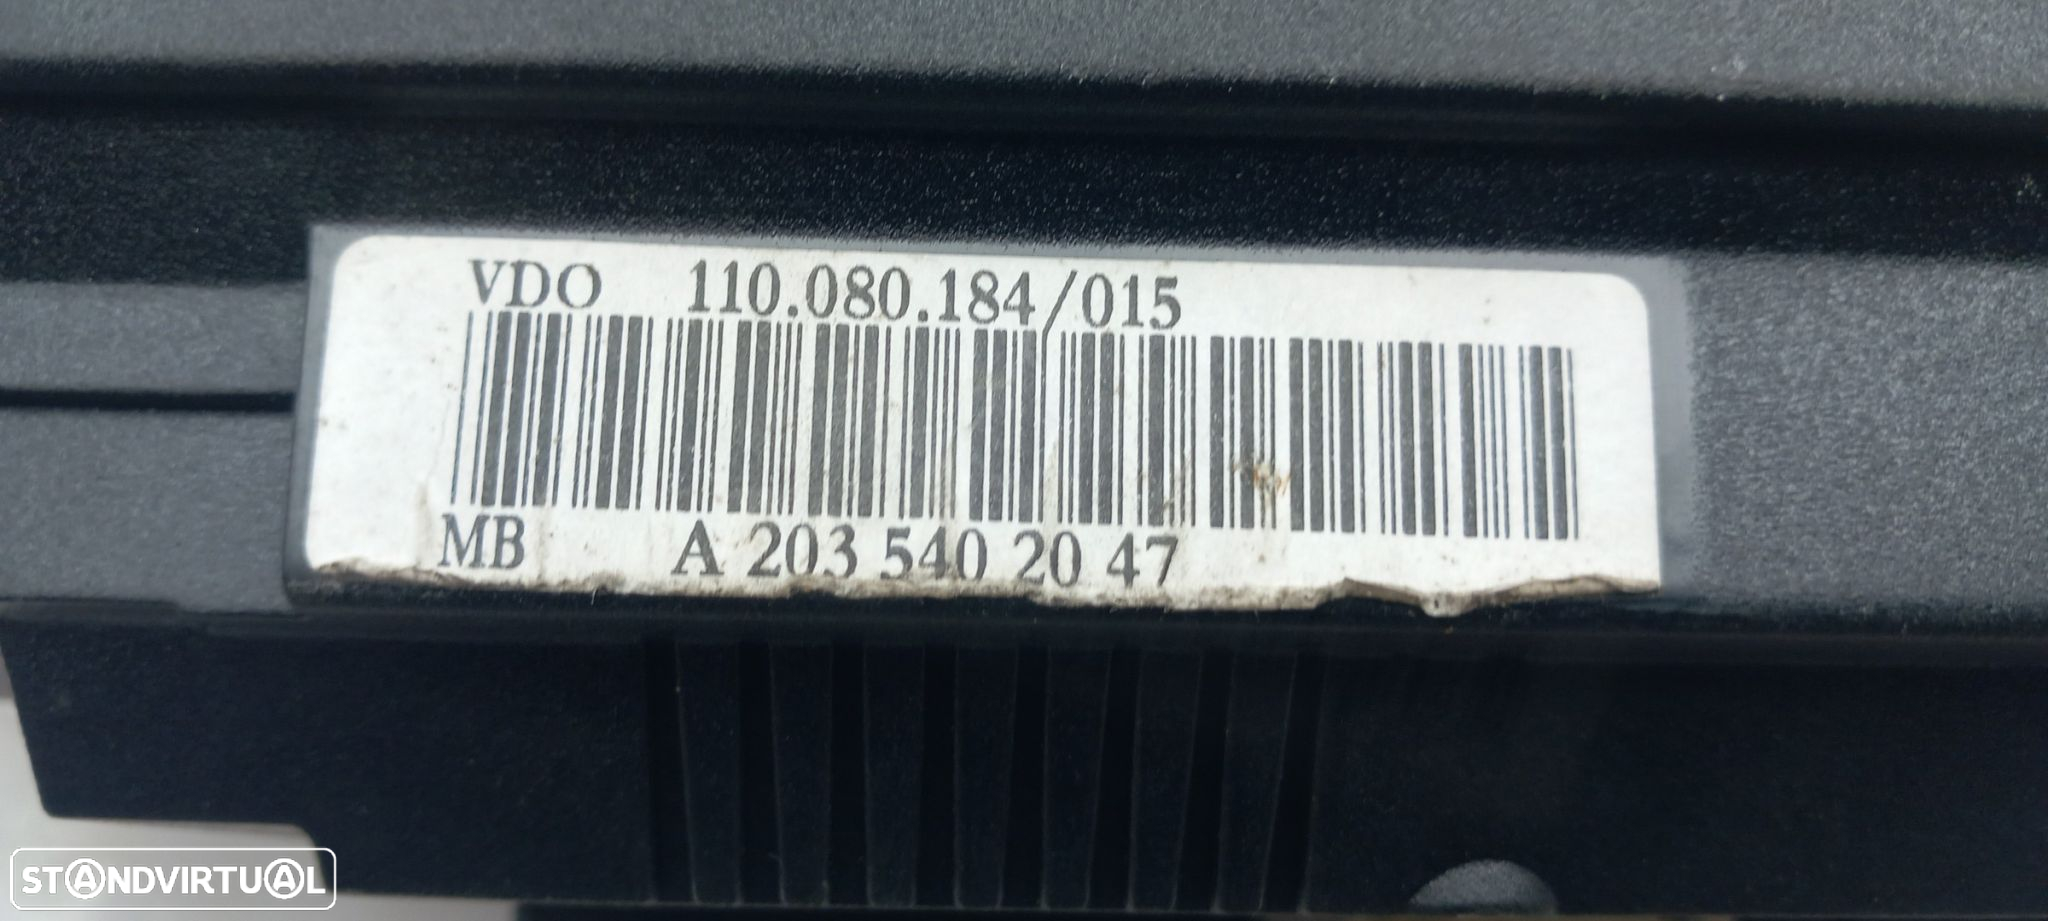 VDO 110.080.184/015
MB A 203 540 20 47
STANDVIRTUAL